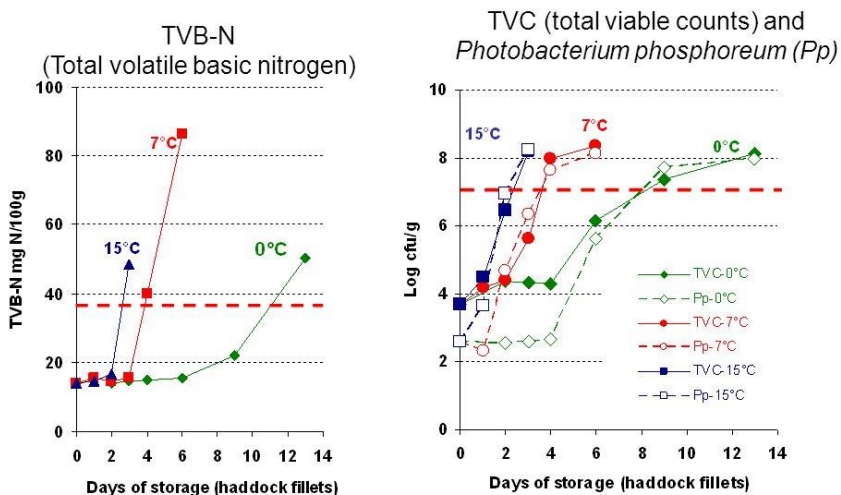 TVB-N
(Total volatile basic nitrogen)
100
80
60
40
20
0
TVB-N mg N/100g
7°C
15°C
0°C
0 2 4 6 8 10 12 14
Days of storage (haddock fillets)
TVC (total viable counts) and
Photobacterium phosphoreum (Pp)
10
8
6
4
2
0
Log cfu/g
15°C
7°C
0°C
TVC-0°C
Pp-0°C
TVC-7°C
Pp-7°C
TVC-15°C
Pp-15°C
0 2 4 6 8 10 12 14
Days of storage (haddock fillets)